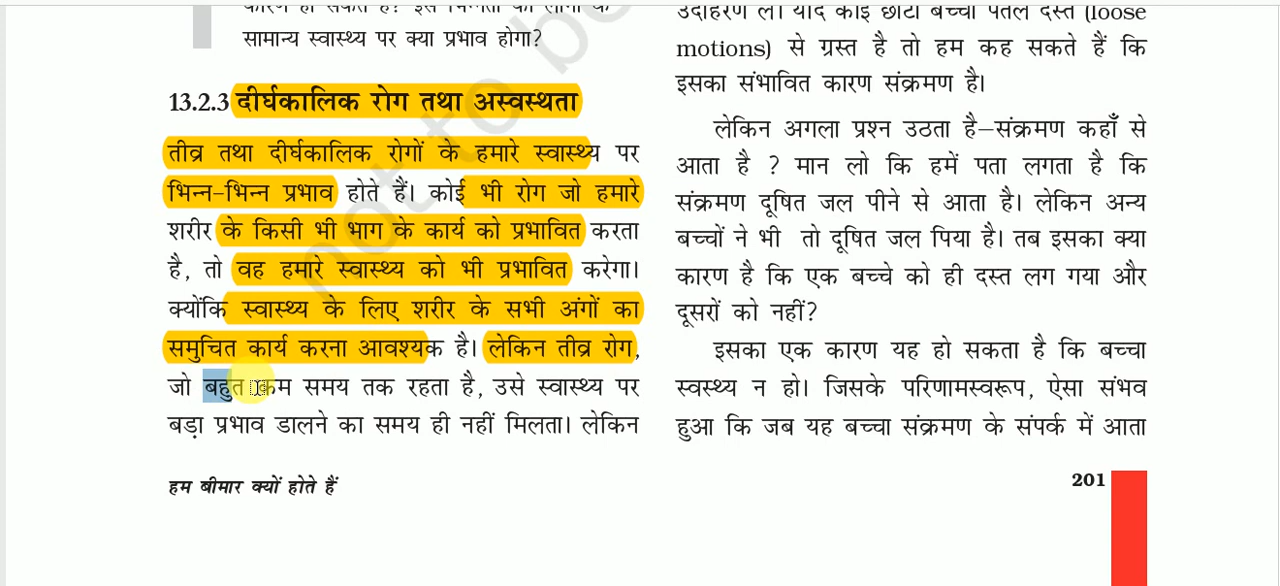 सामान्य स्वास्थ्य पर क्या प्रभाव होगा?
13.2.3 दीर्घकालिक रोग तथा अस्वस्थता
तीव्र तथा दीर्घकालिक रोगों के हमारे स्वास्थ्य पर
भिन्न-भिन्न प्रभाव होते हैं। कोई भी रोग जो हमारे
शरीर के किसी भी भाग के कार्य को प्रभावित करता
है, तो वह हमारे स्वास्थ्य को भी प्रभावित करेगा।
क्योंकि स्वास्थ्य के लिए शरीर के सभी अंगों का
समुचित कार्य करना आवश्यक है। लेकिन तीव्र रोग,
जो बहुत कम समय तक रहता है, उसे स्वास्थ्य पर
बड़ा प्रभाव डालने का समय ही नहीं मिलता। लेकिन
हम बीमार क्यों होते हैं
उदाहरण लें। यदि कोई छोटा बच्चा पतले दस्त (loose
motions) से ग्रस्त है तो हम कह सकते हैं कि
इसका संभावित कारण संक्रमण है।
लेकिन अगला प्रश्न उठता है–संक्रमण कहाँ से
आता है ? मान लो कि हमें पता लगता है कि
संक्रमण दूषित जल पीने से आता है। लेकिन अन्य
बच्चों ने भी तो दूषित जल पिया है। तब इसका क्या
कारण है कि एक बच्चे को ही दस्त लग गया और
दूसरों को नहीं?
इसका एक कारण यह हो सकता है कि बच्चा
स्वस्थ्य न हो। जिसके परिणामस्वरूप, ऐसा संभव
हुआ कि जब यह बच्चा संक्रमण के संपर्क में आता
201
not to be